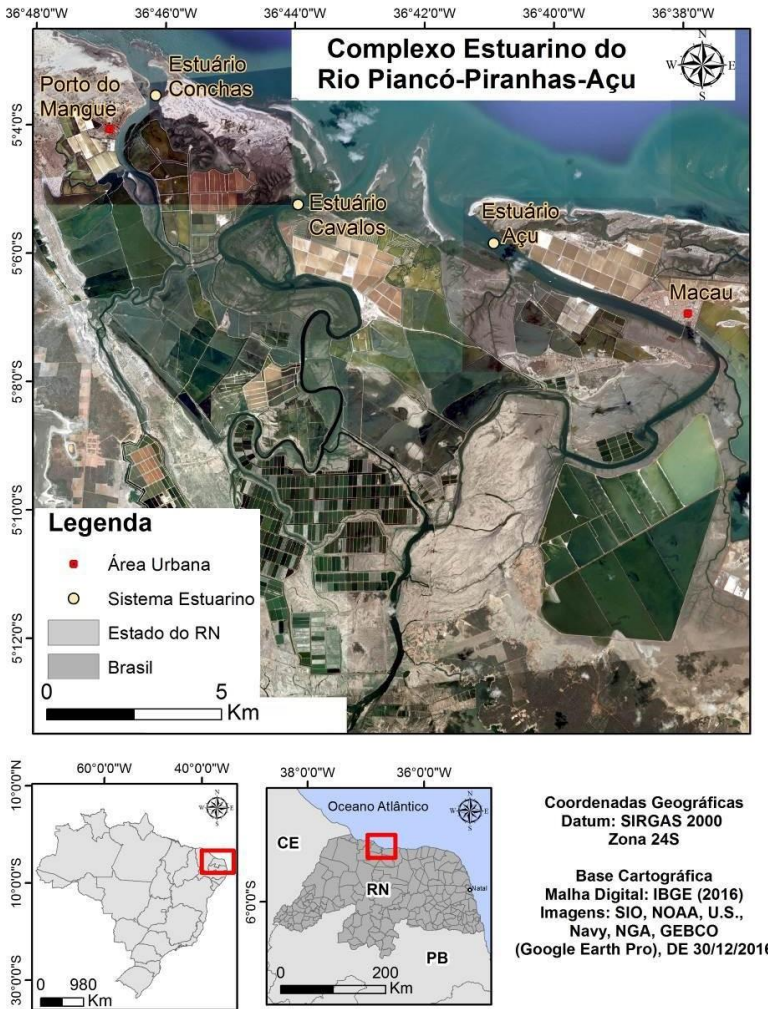 36°48'0"W 36°46'0"W 36°44'0"W 36°42'0"W 36°40'0"W 36°38'0"W
Complexo Estuarino do
Rio Piancó-Piranhas-Açu
N
W E
S
Estuário
Conchas
Porto do
Mangue
Estuário
Cavalos
Estuário
Açu
Macau
5°4'0"S
5°6'0"S
5°8'0"S
5°10'0"S
5°12'0"S
Legenda
Área Urbana
Sistema Estuarino
Estado do RN
Brasil
0 5
Km
60°0'0"W 40°0'0"W
10°0'0"N
10°0'0"S
30°0'0"S
N
W E
S
0 980
Km
38°0'0"W 36°0'0"W
6°0'0"S
Oceano Atlântico
N
W E
S
CE
RN
Natal
PB
0 200
Km
Coordenadas Geográficas
Datum: SIRGAS 2000
Zona 24S
Base Cartográfica
Malha Digital: IBGE (2016)
Imagens: SIO, NOAA, U.S.,
Navy, NGA, GEBCO
(Google Earth Pro), DE 30/12/2016